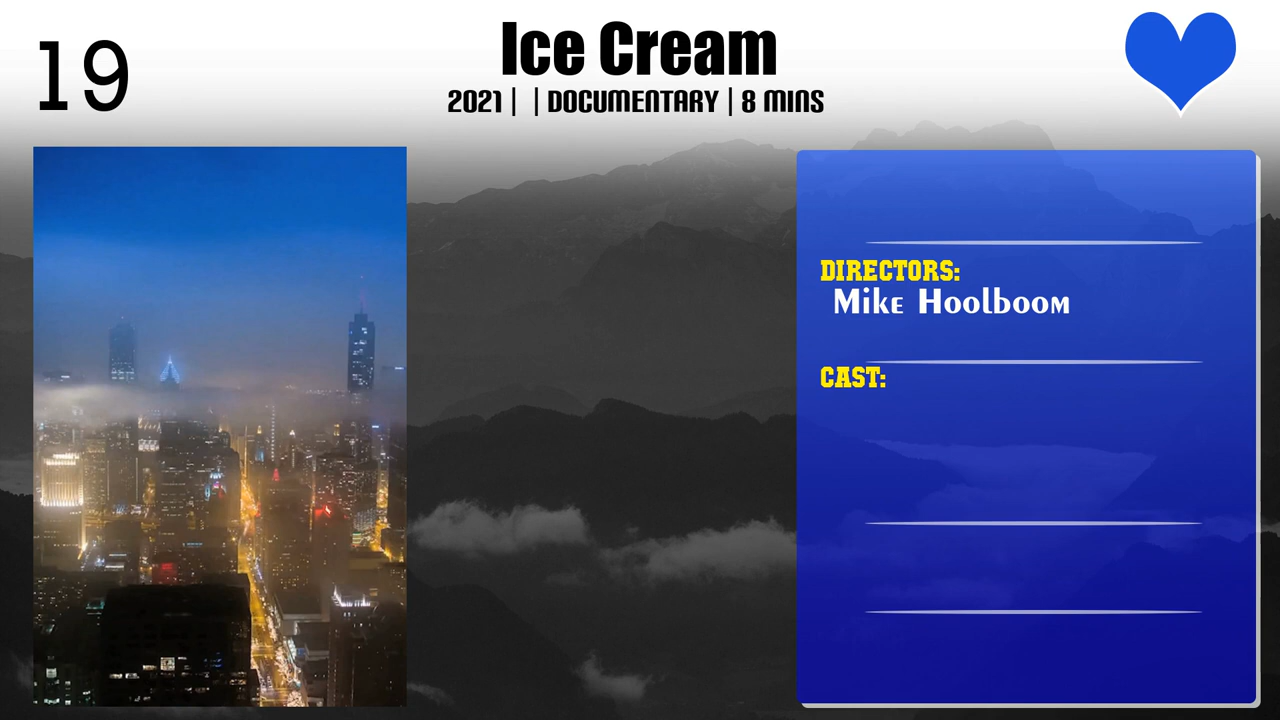 19
Ice Cream
2021 | | DOCUMENTARY | 8 MINS
DIRECTORS:
Mike Hoolboom
CAST: